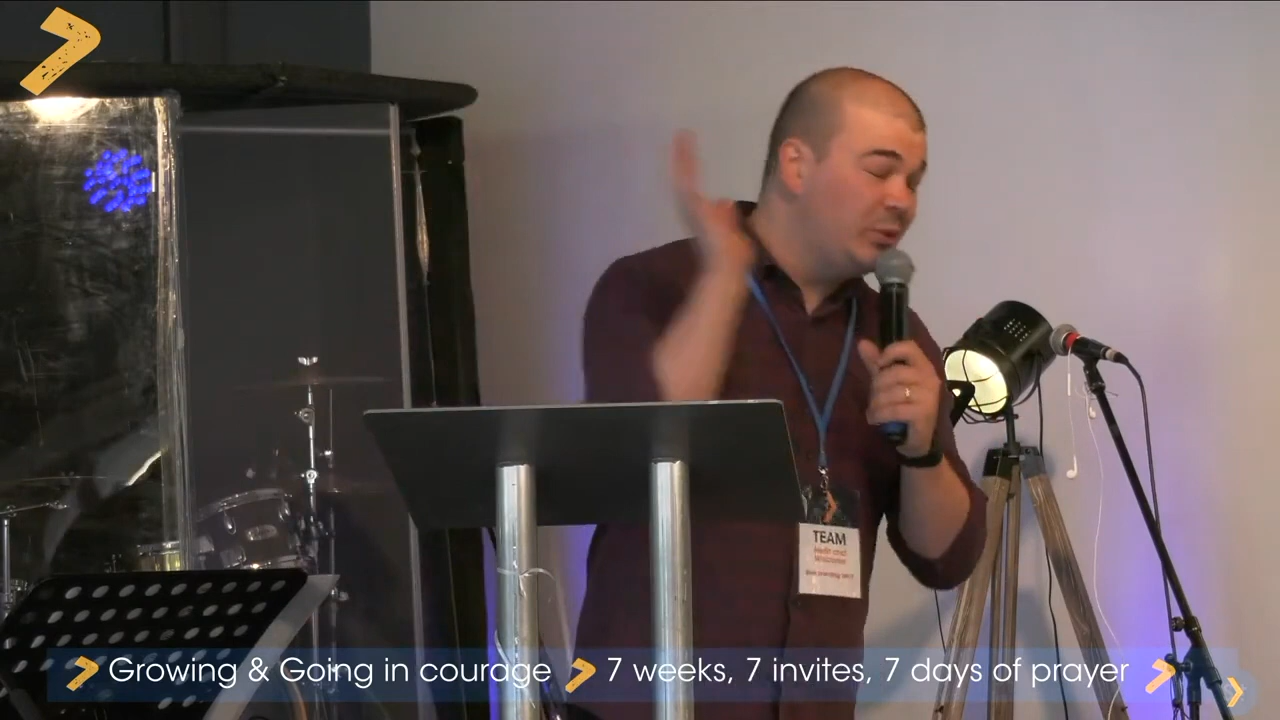 TEAM
Growing & Going in courage 7 weeks, 7 invites, 7 days of prayer